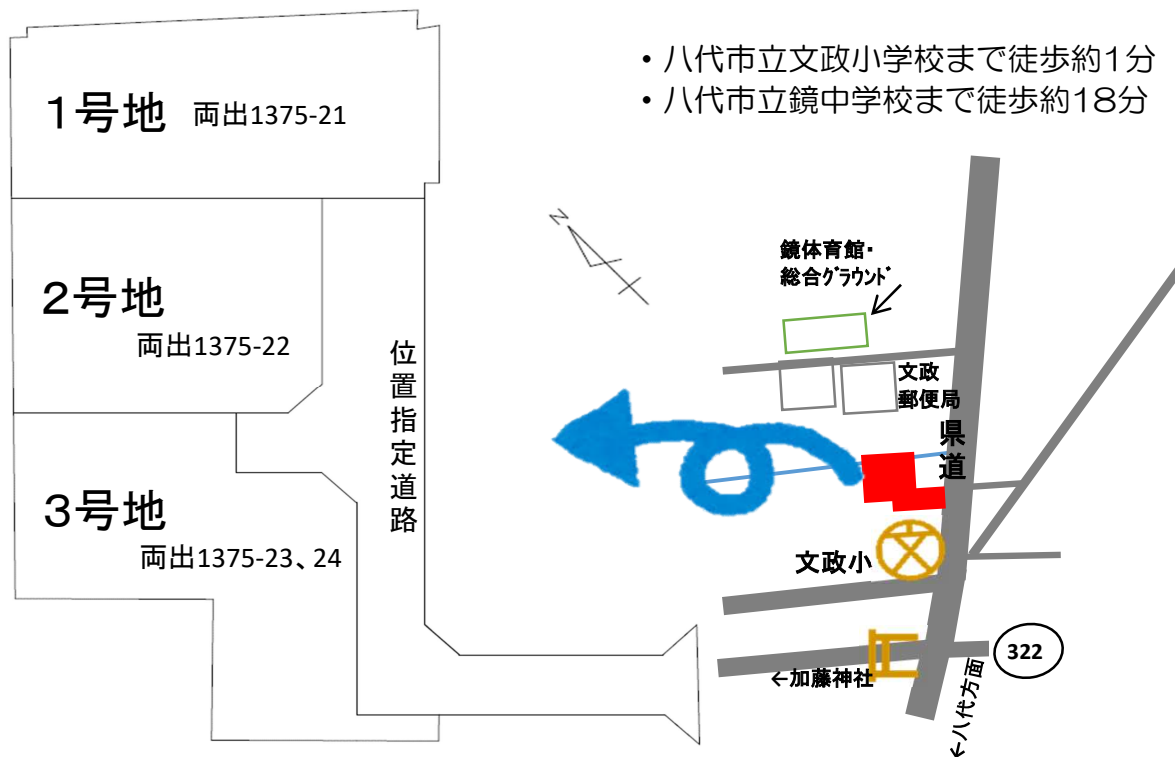 ・八代市立文政小学校まで徒歩約1分
・八代市立鏡中学校まで徒歩約18分
1号地 両出1375-21
2号地
両出1375-22
3号地
両出1375-23、24
位置指定道路
N
鏡体育館・
総合グラウンド
文政
郵便局
県道
文政小
322
←加藤神社
←八代方面